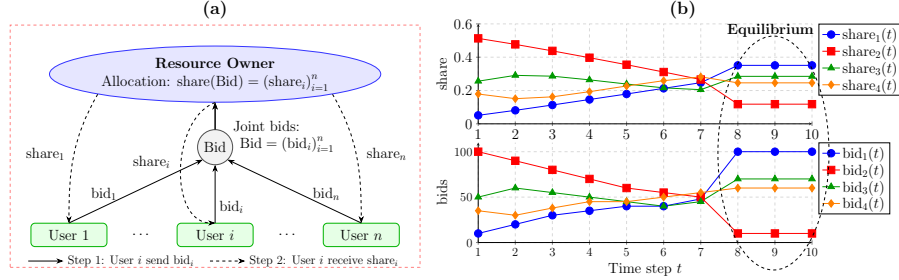 (a)
Resource Owner
Allocation: share(Bid) = (share_i)_{i=1}^n
share_1
share_i
share_n
Joint bids:
Bid = (bid_i)_{i=1}^n
Bid
bid_1
bid_i
bid_n
User 1
...
User i
...
User n
Step 1: User i send bid_i
Step 2: User i receive share_i
(b)
Equilibrium
share
0.6
0.4
0.2
0
1 2 3 4 5 6 7 8 9 10
share_1(t)
share_2(t)
share_3(t)
share_4(t)
bids
100
50
0
1 2 3 4 5 6 7 8 9 10
Time step t
bid_1(t)
bid_2(t)
bid_3(t)
bid_4(t)